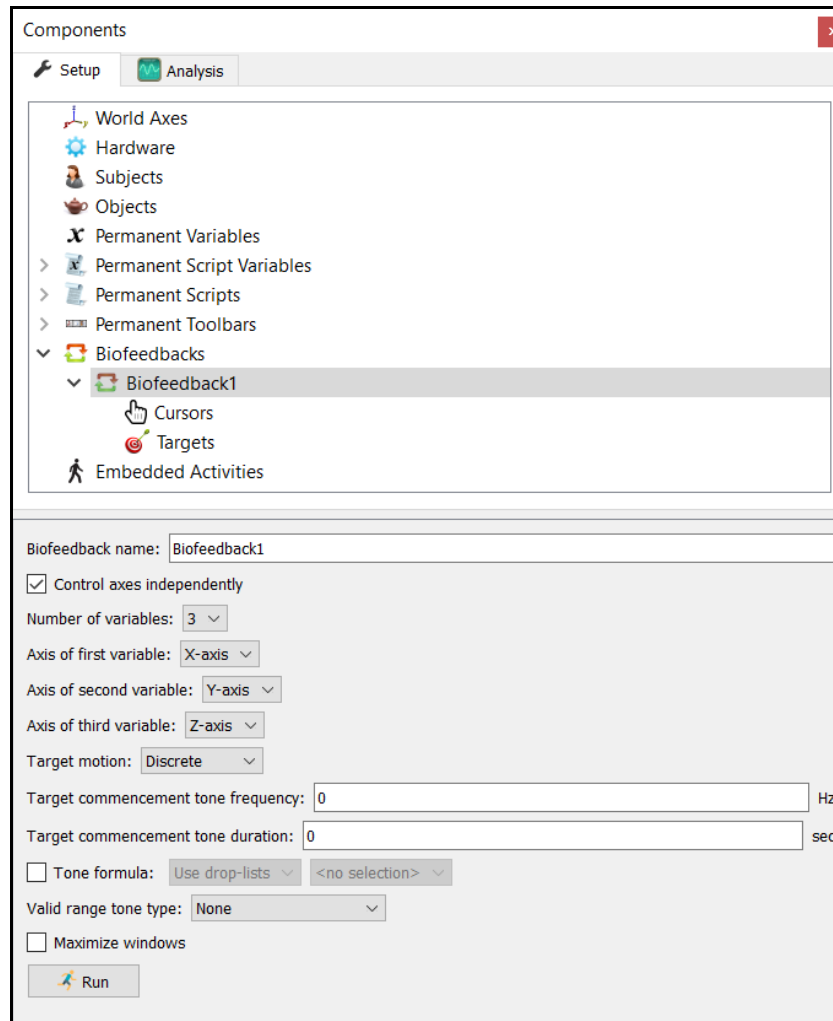 Components
Setup Analysis
World Axes
Hardware
Subjects
Objects
Permanent Variables
Permanent Script Variables
Permanent Scripts
Permanent Toolbars
Biofeedbacks
Biofeedback1
Cursors
Targets
Embedded Activities
Biofeedback name: Biofeedback1
Control axes independently
Number of variables: 3
Axis of first variable: X-axis
Axis of second variable: Y-axis
Axis of third variable: Z-axis
Target motion: Discrete
Target commencement tone frequency: 0 Hz
Target commencement tone duration: 0 sec
Tone formula: Use drop-lists <no selection>
Valid range tone type: None
Maximize windows
Run